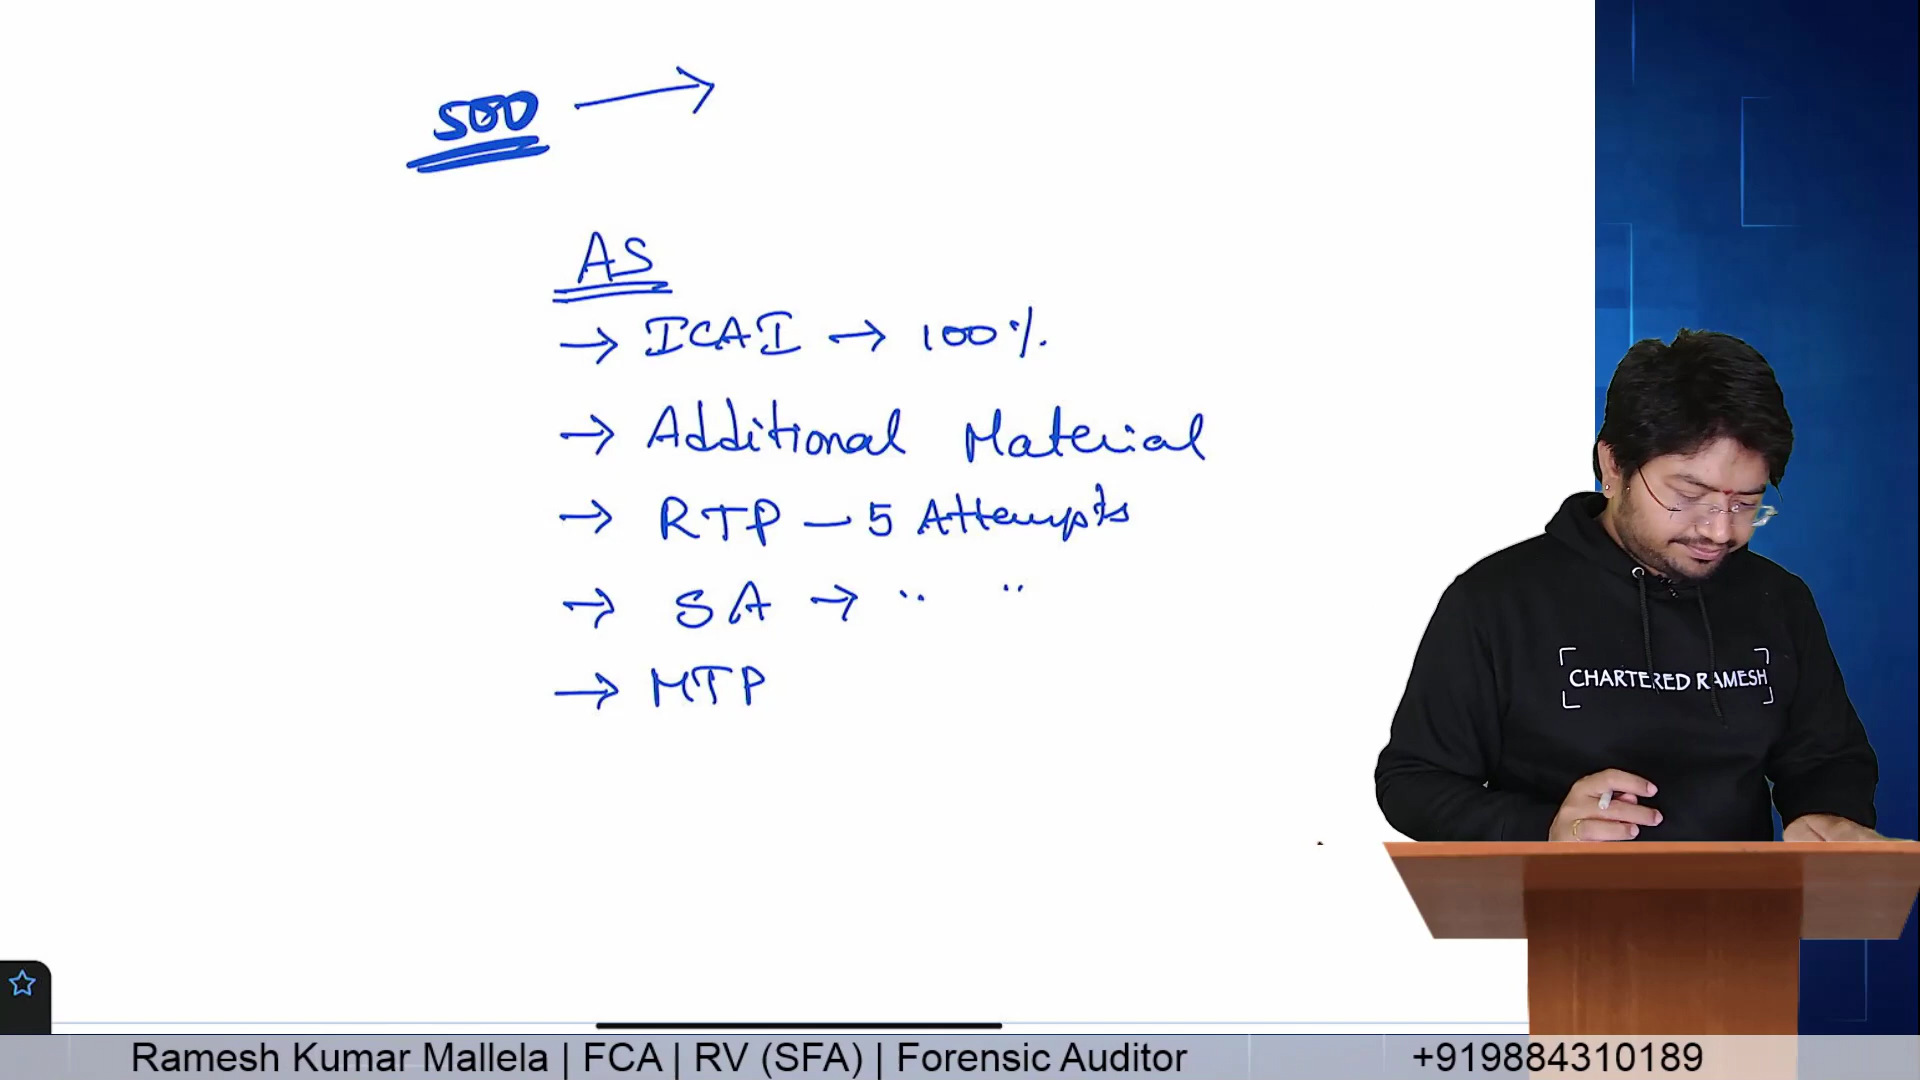 500 →
AS
→ ICAI → 100%.
→ Additional Material
→ RTP – 5 Attempts
→ SA → " "
→ MTP
CHARTERED RAMESH
Ramesh Kumar Mallela | FCA | RV (SFA) | Forensic Auditor +919884310189